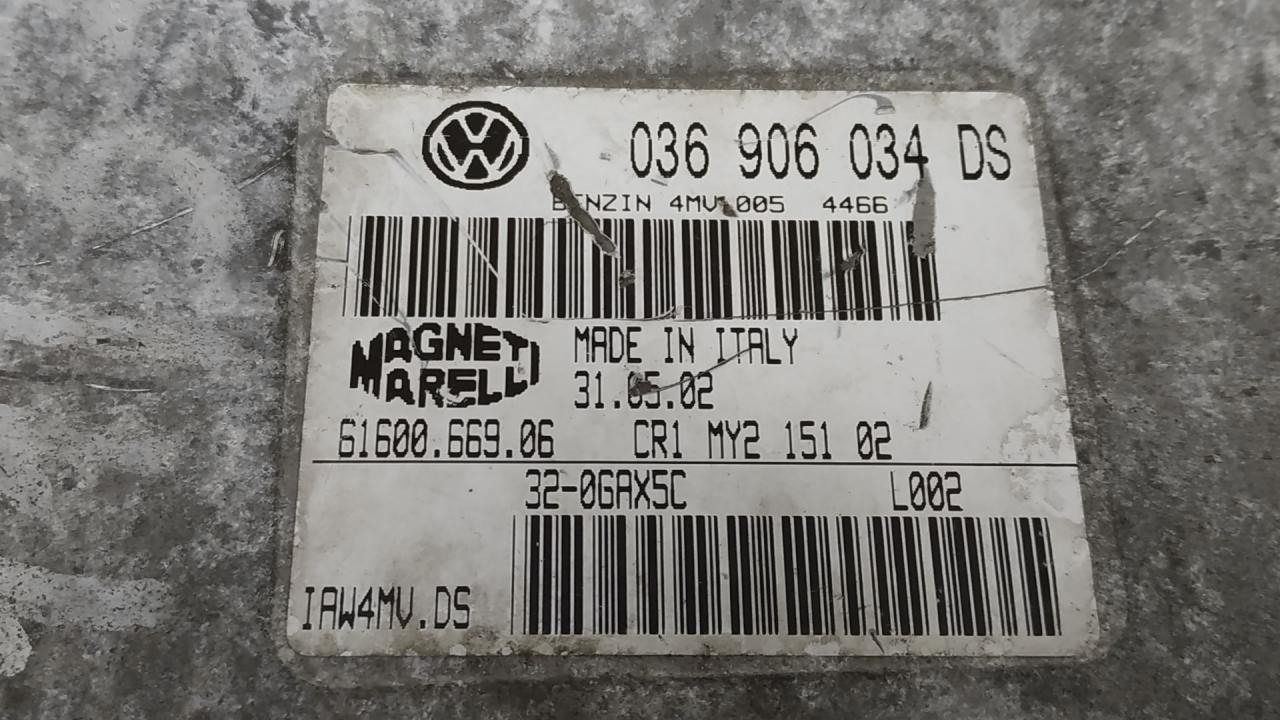 036 906 034 DS
BENZIN 4MV 005 4466
MAGNETI MARELLI
MADE IN ITALY
31.05.02
61600.669.06 CR1 MY2 151 02
32-0GAX5C L002
IAW4MV.DS